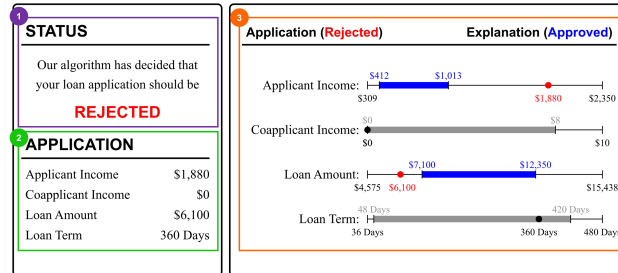 1
STATUS
Our algorithm has decided that
your loan application should be
REJECTED
2
APPLICATION
Applicant Income $1,880
Coapplicant Income $0
Loan Amount $6,100
Loan Term 360 Days
3
Application (Rejected) Explanation (Approved)
$412 $1,013
Applicant Income:
$309 $1,880 $2,350
$0 $8
Coapplicant Income:
$0 $10
$7,100 $12,350
Loan Amount:
$4,575 $6,100 $15,438
48 Days 420 Days
Loan Term:
36 Days 360 Days 480 Days